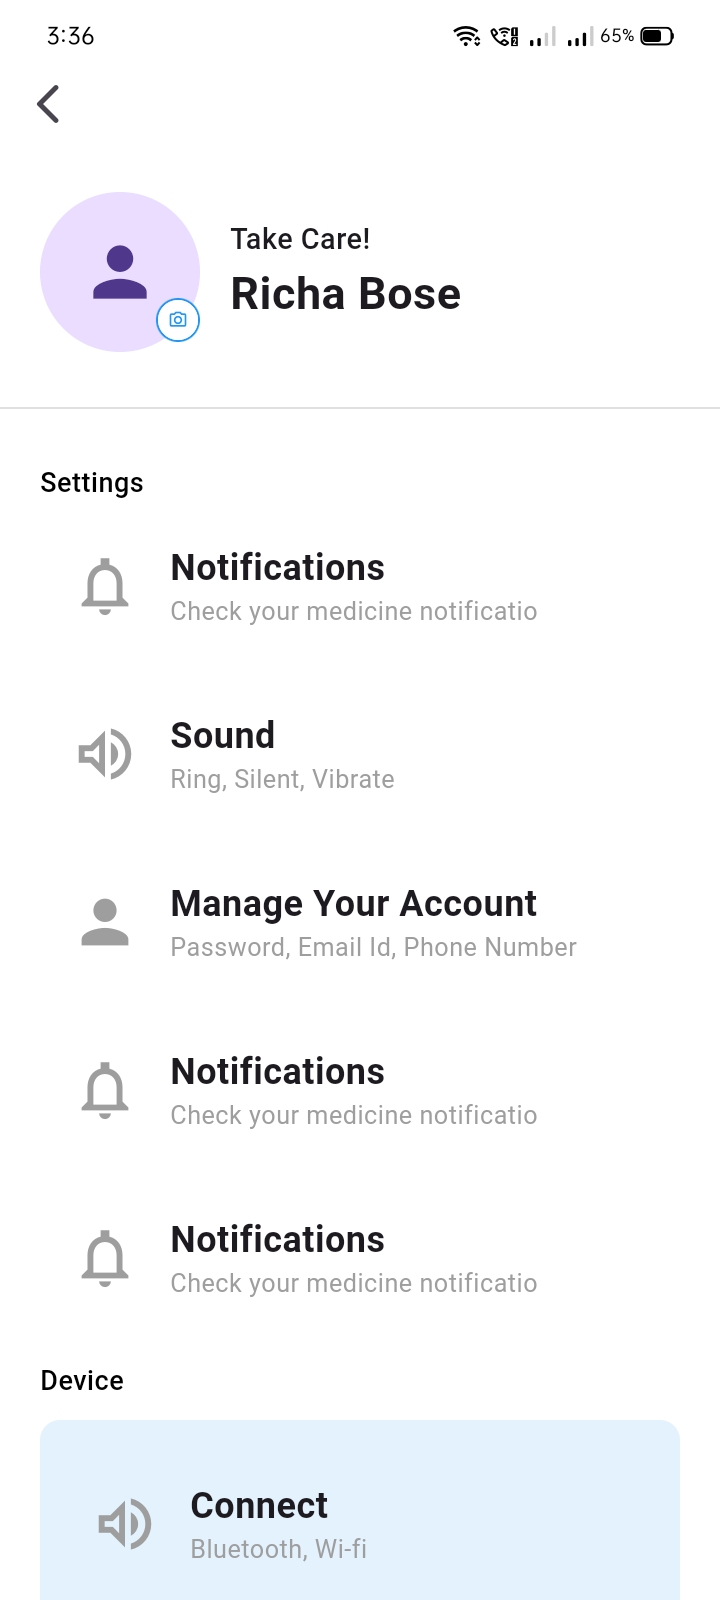 3:36
65%
Take Care!
Richa Bose
Settings
Notifications
Check your medicine notificatio
Sound
Ring, Silent, Vibrate
Manage Your Account
Password, Email Id, Phone Number
Notifications
Check your medicine notificatio
Notifications
Check your medicine notificatio
Device
Connect
Bluetooth, Wi-fi